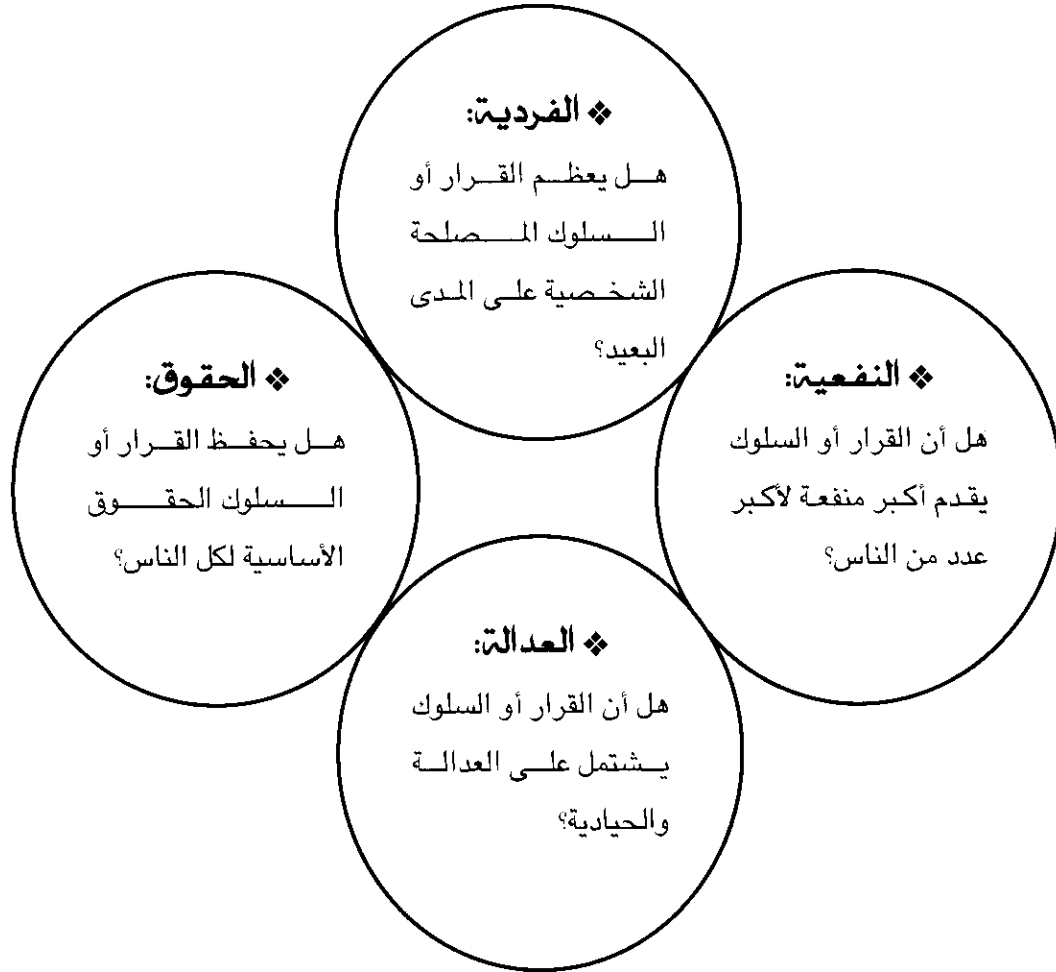 ❖ الفردية:
هل يعظم القرار أو
السلوك المصلحة
الشخصية على المدى
البعيد؟
❖ النفعية:
هل أن القرار أو السلوك
يقدم أكبر منفعة لأكبر
عدد من الناس؟
❖ الحقوق:
هل يحفظ القرار أو
السلوك الحقوق
الأساسية لكل الناس؟
❖ العدالة:
هل أن القرار أو السلوك
يشتمل على العدالة
والحيادية؟